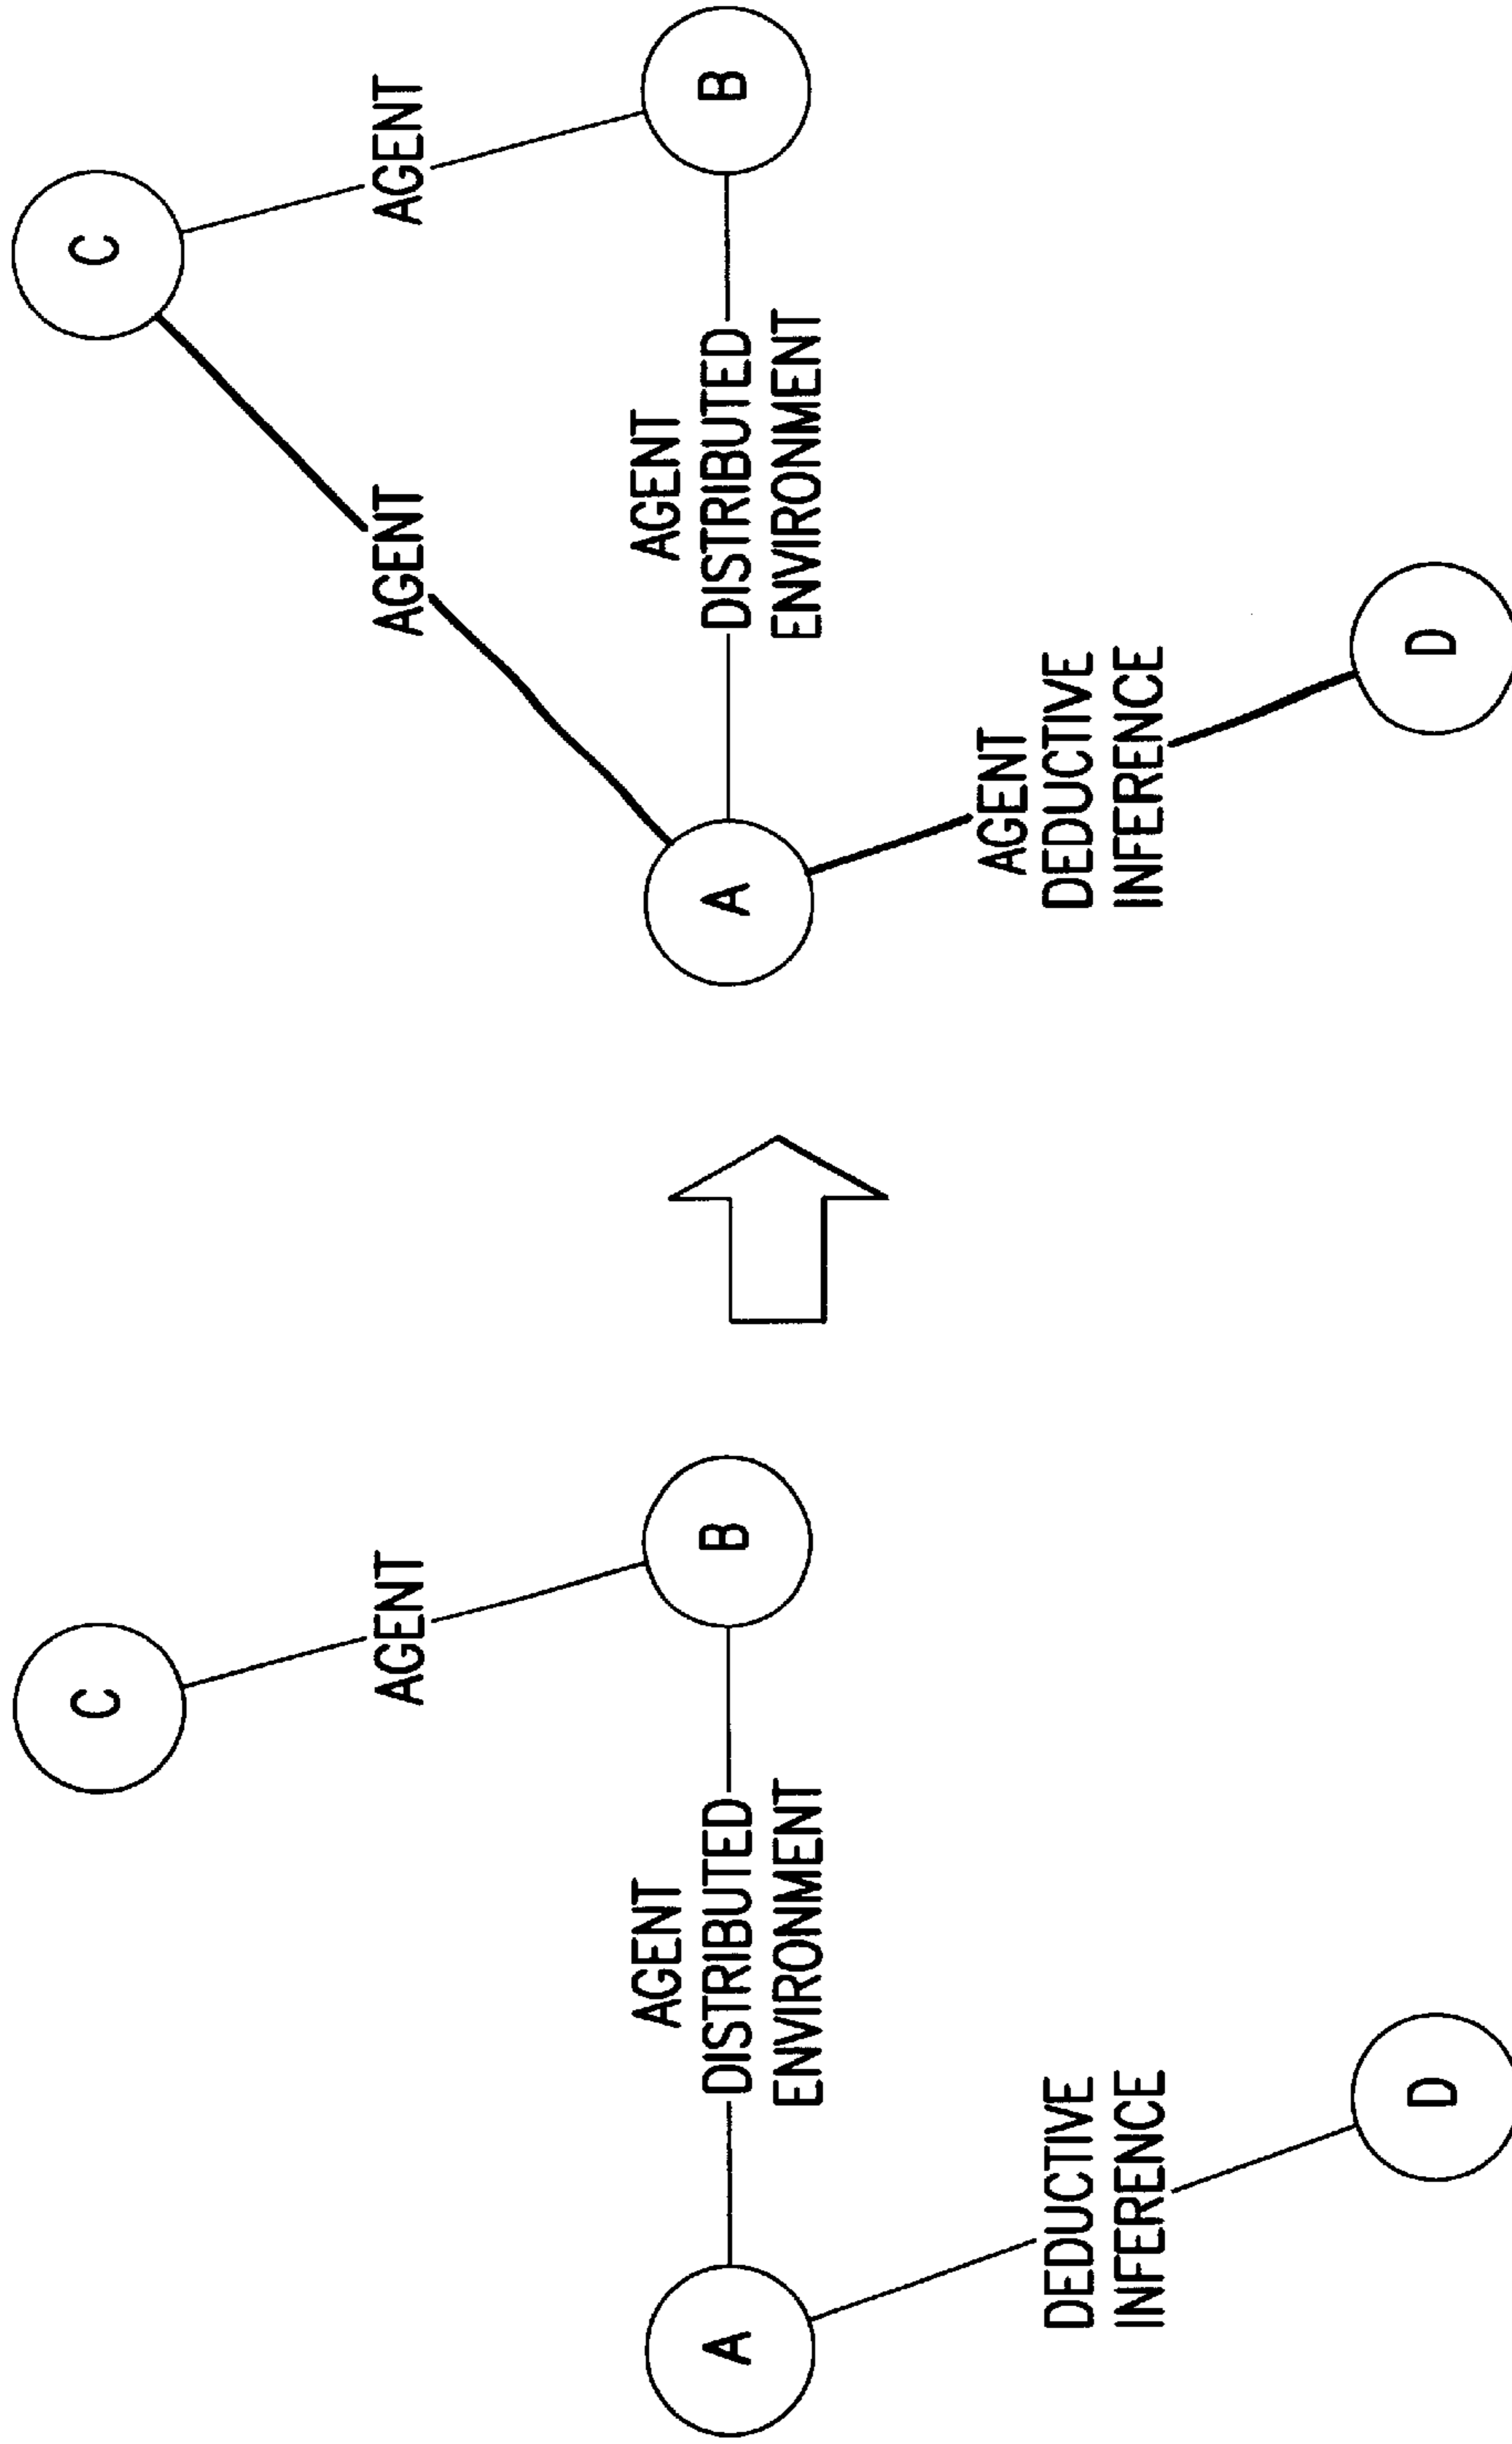 C
AGENT
AGENT
DISTRIBUTED
ENVIRONMENT
A
B
DEDUCTIVE
INFERENCE
D
C
AGENT
AGENT
AGENT
DISTRIBUTED
ENVIRONMENT
A
B
AGENT
DEDUCTIVE
INFERENCE
D